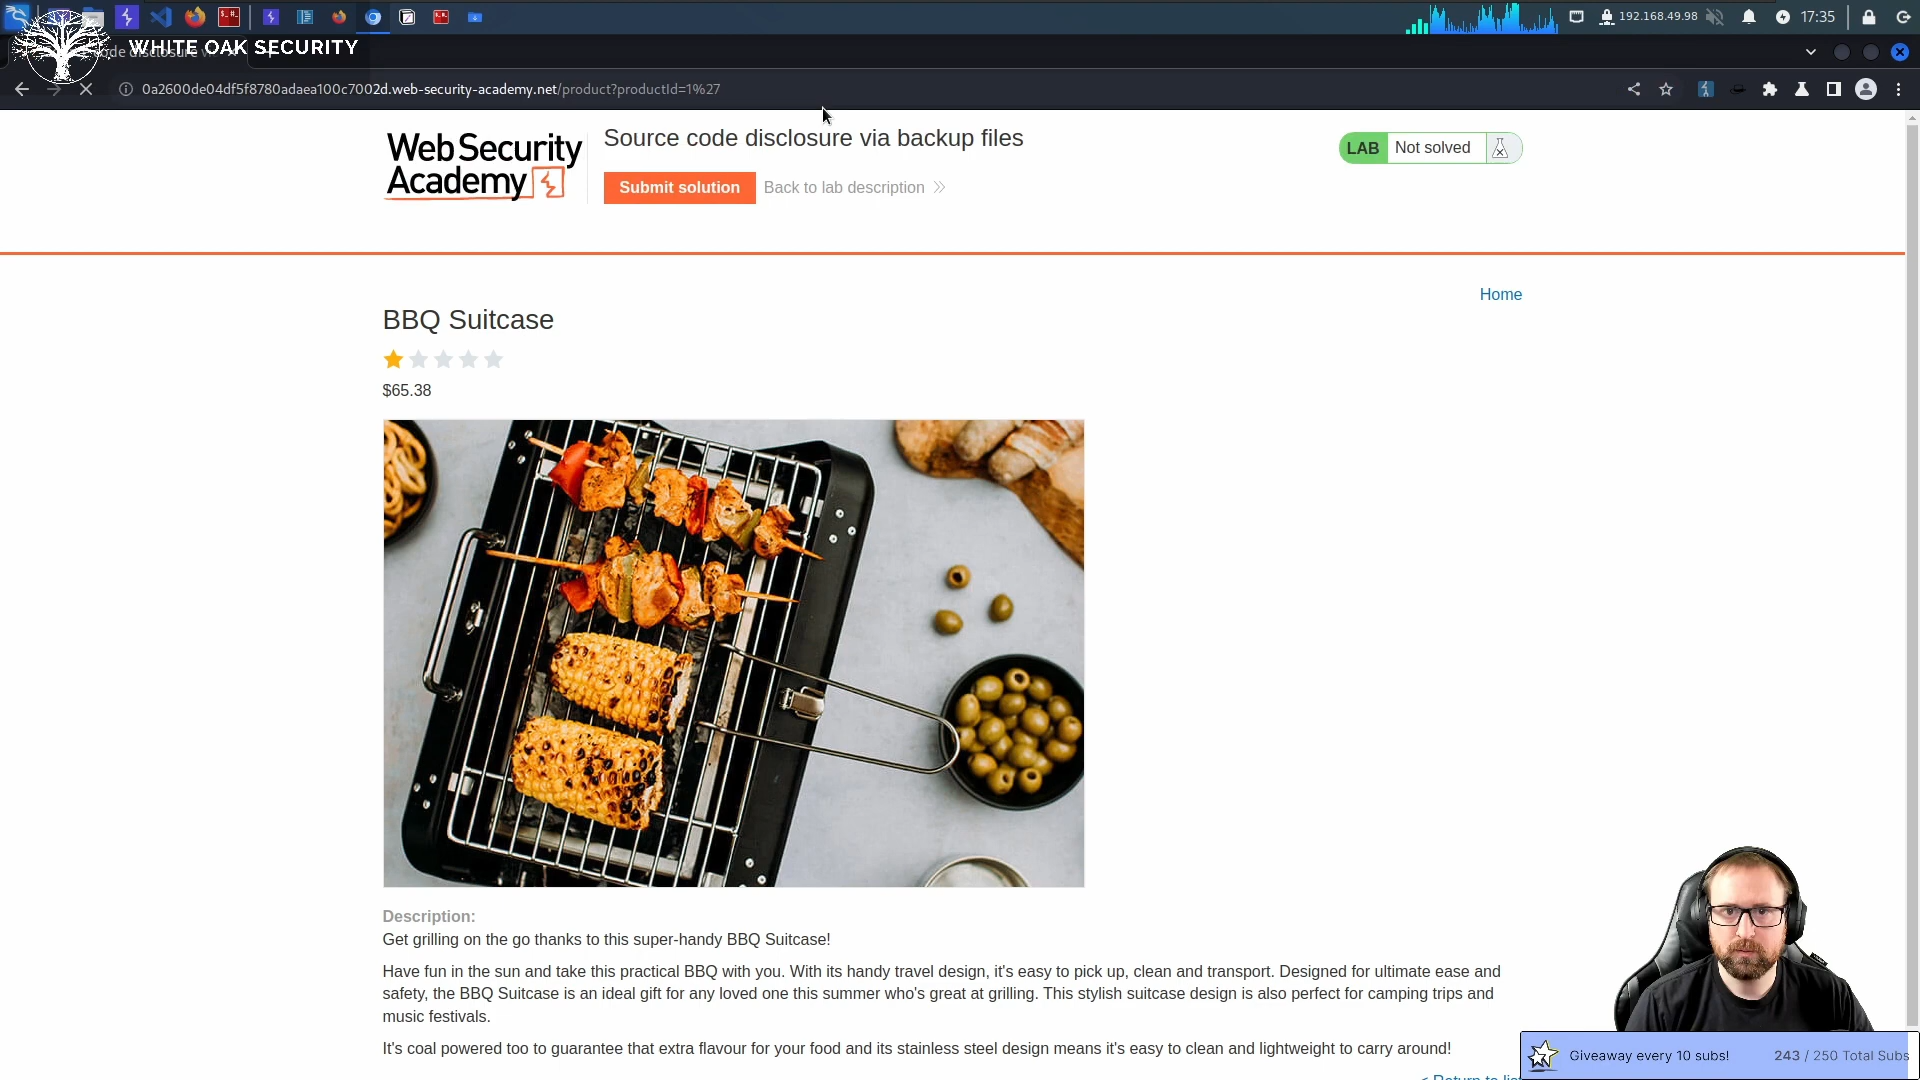 192.168.49.98
17:35
WHITE OAK SECURITY
0a2600de04df5f8780adaea100c7002d.web-security-academy.net/product?productId=1%27
Web Security
Academy
Source code disclosure via backup files
Submit solution
Back to lab description
LAB
Not solved
Home
BBQ Suitcase
$65.38
Description:
Get grilling on the go thanks to this super-handy BBQ Suitcase!
Have fun in the sun and take this practical BBQ with you. With its handy travel design, it's easy to pick up, clean and transport. Designed for ultimate ease and
safety, the BBQ Suitcase is an ideal gift for any loved one this summer who's great at grilling. This stylish suitcase design is also perfect for camping trips and
music festivals.
It's coal powered too to guarantee that extra flavour for your food and its stainless steel design means it's easy to clean and lightweight to carry around!
Giveaway every 10 subs!
243 / 250 Total Subs